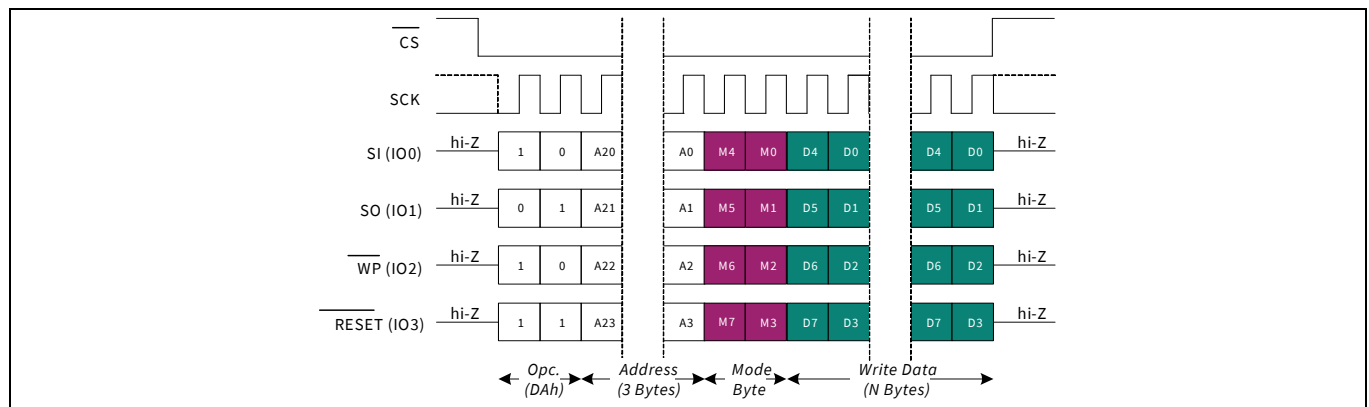 CS
SCK
SI (IO0) hi-Z 1 0 A20 A0 M4 M0 D4 D0 D4 D0 hi-Z
SO (IO1) hi-Z 0 1 A21 A1 M5 M1 D5 D1 D5 D1 hi-Z
WP (IO2) hi-Z 1 0 A22 A2 M6 M2 D6 D2 D6 D2 hi-Z
RESET (IO3) hi-Z 1 1 A23 A3 M7 M3 D7 D3 D7 D3 hi-Z
Opc. Address Mode Write Data
(DAh) (3 Bytes) Byte (N Bytes)